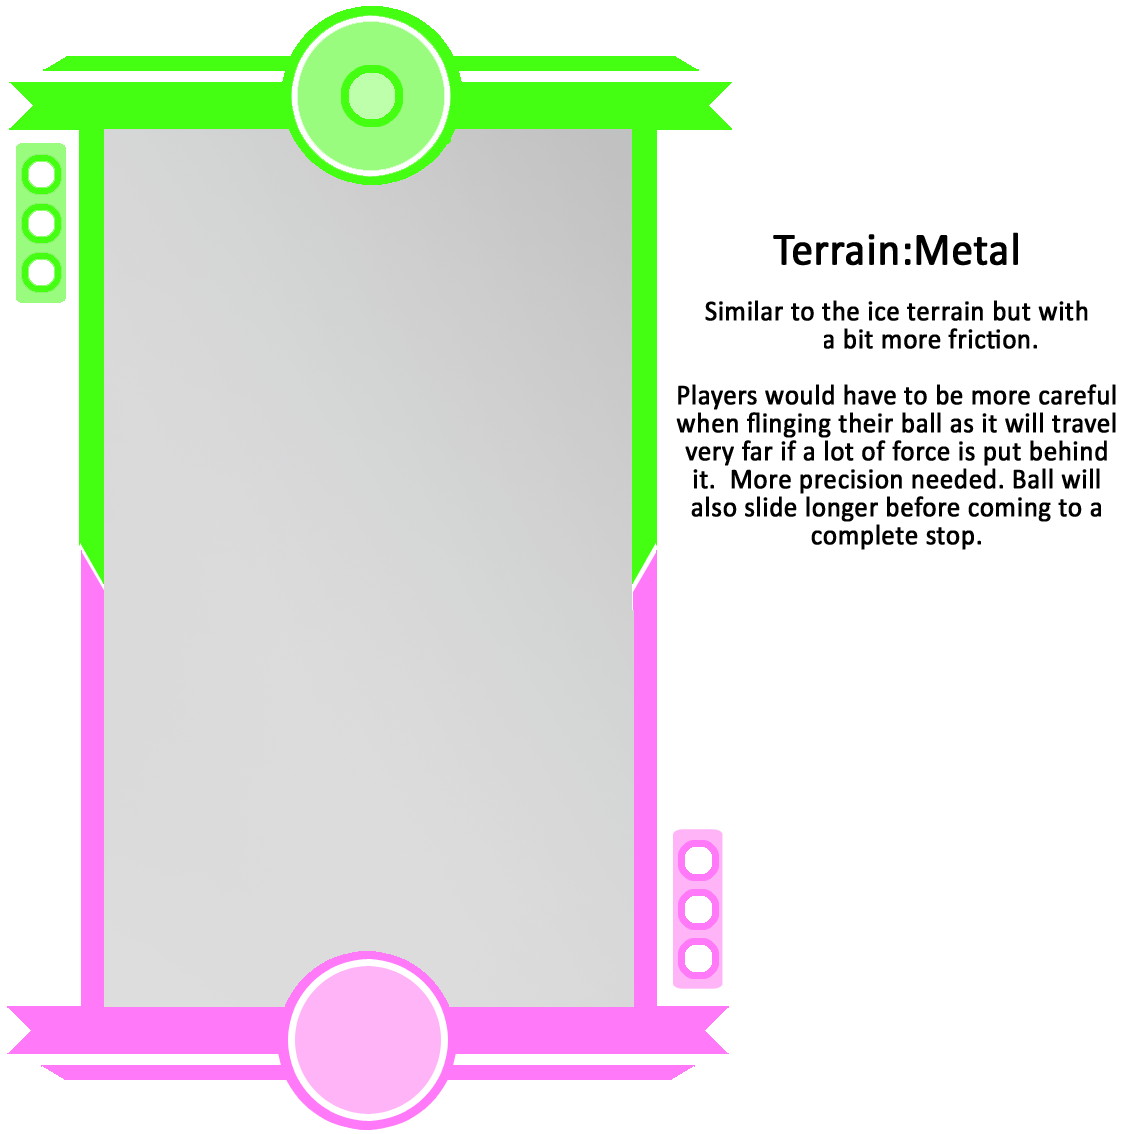 Terrain:Metal
Similar to the ice terrain but with
a bit more friction.
Players would have to be more careful
when flinging their ball as it will travel
very far if a lot of force is put behind
it.  More precision needed. Ball will
also slide longer before coming to a
complete stop.